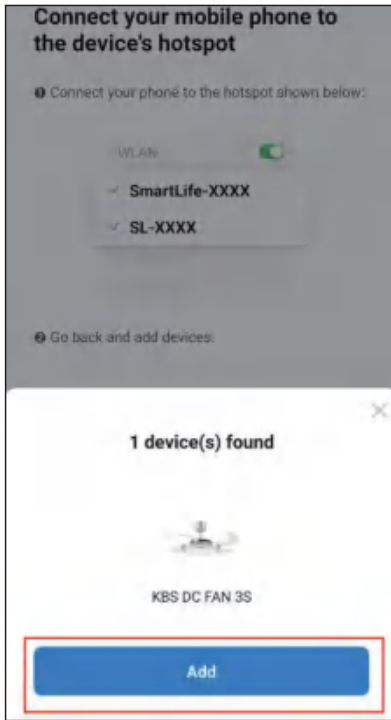 Connect your mobile phone to
the device's hotspot
❶ Connect your phone to the hotspot shown below:
WLAN
SmartLife-XXXX
SL-XXXX
❷ Go back and add devices.
1 device(s) found
KBS DC FAN 3S
Add